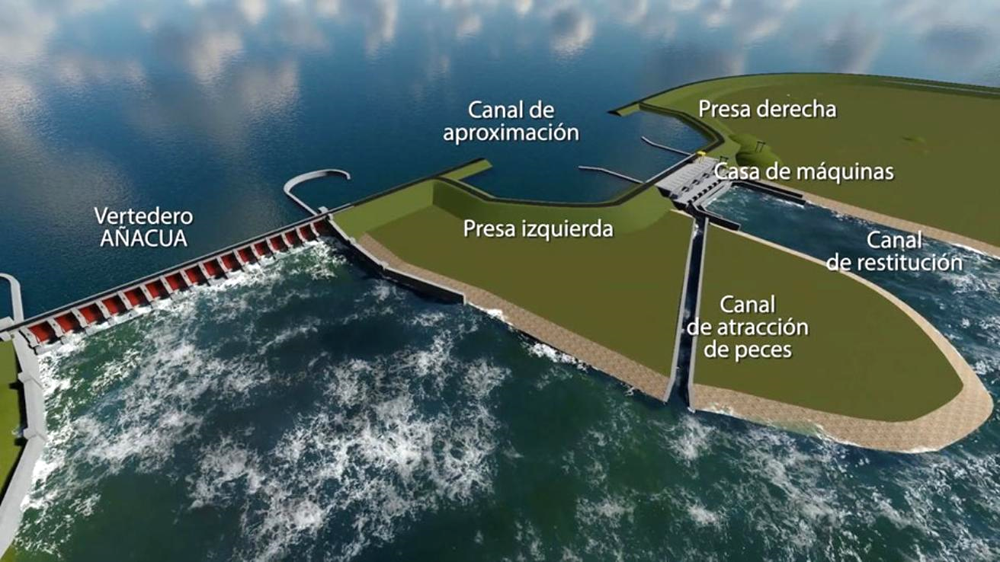 Canal de
aproximación
Presa derecha
Casa de máquinas
Vertedero
AÑACUA
Presa izquierda
Canal
de restitución
Canal
de atracción
de peces